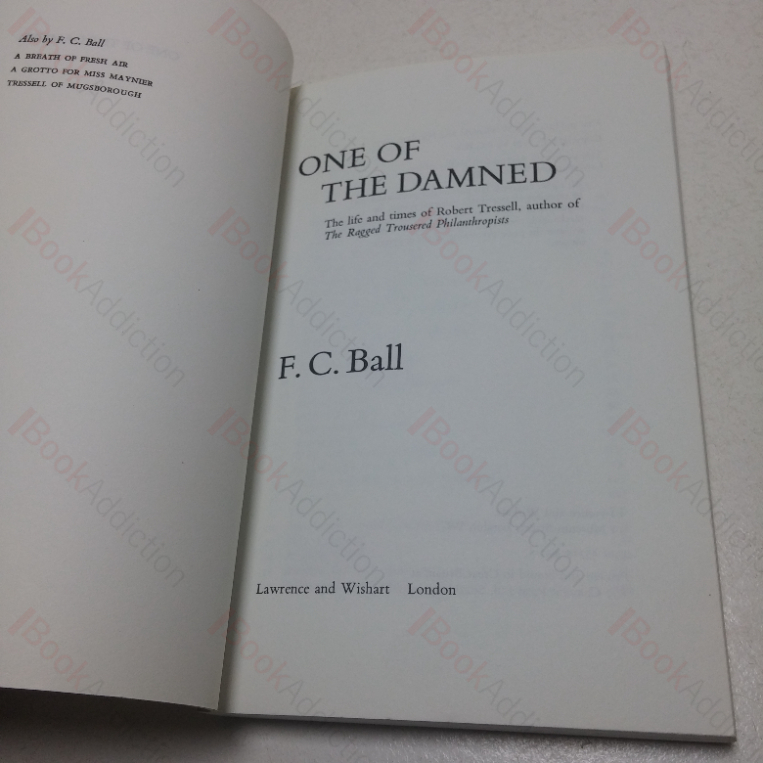 Also by F. C. Ball
A BREATH OF FRESH AIR
A GROTTO FOR MISS MAYNIER
TRESSELL OF MUGSBOROUGH
ONE OF
THE DAMNED
The life and times of Robert Tressell, author of
The Ragged Trousered Philanthropists
F. C. Ball
Lawrence and Wishart London
BookAddiction